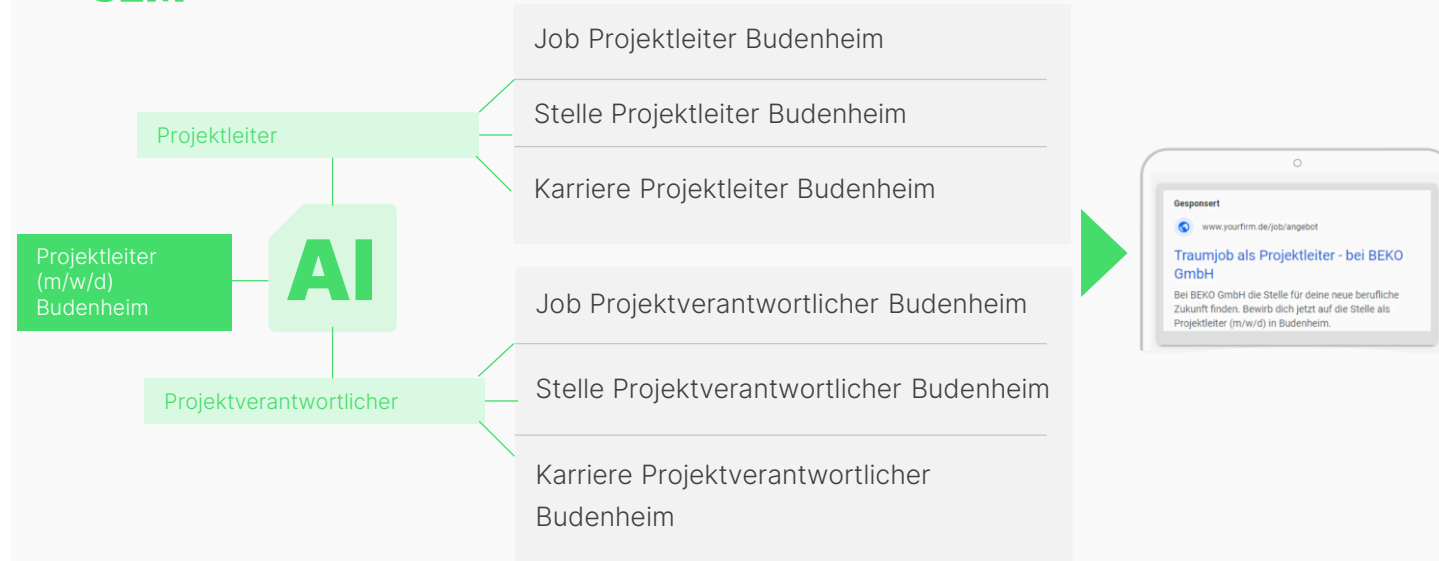 Job Projektleiter Budenheim
Stelle Projektleiter Budenheim
Karriere Projektleiter Budenheim
Projektleiter
Projektleiter
(m/w/d)
Budenheim
AI
Projektverantwortlicher
Job Projektverantwortlicher Budenheim
Stelle Projektverantwortlicher Budenheim
Karriere Projektverantwortlicher
Budenheim
Gesponsert
www.yourfirm.de/job/angebot
Traumjob als Projektleiter - bei BEKO
GmbH
Bei BEKO GmbH die Stelle für deine neue berufliche
Zukunft finden. Bewirb dich jetzt auf die Stelle als
Projektleiter (m/w/d) in Budenheim.